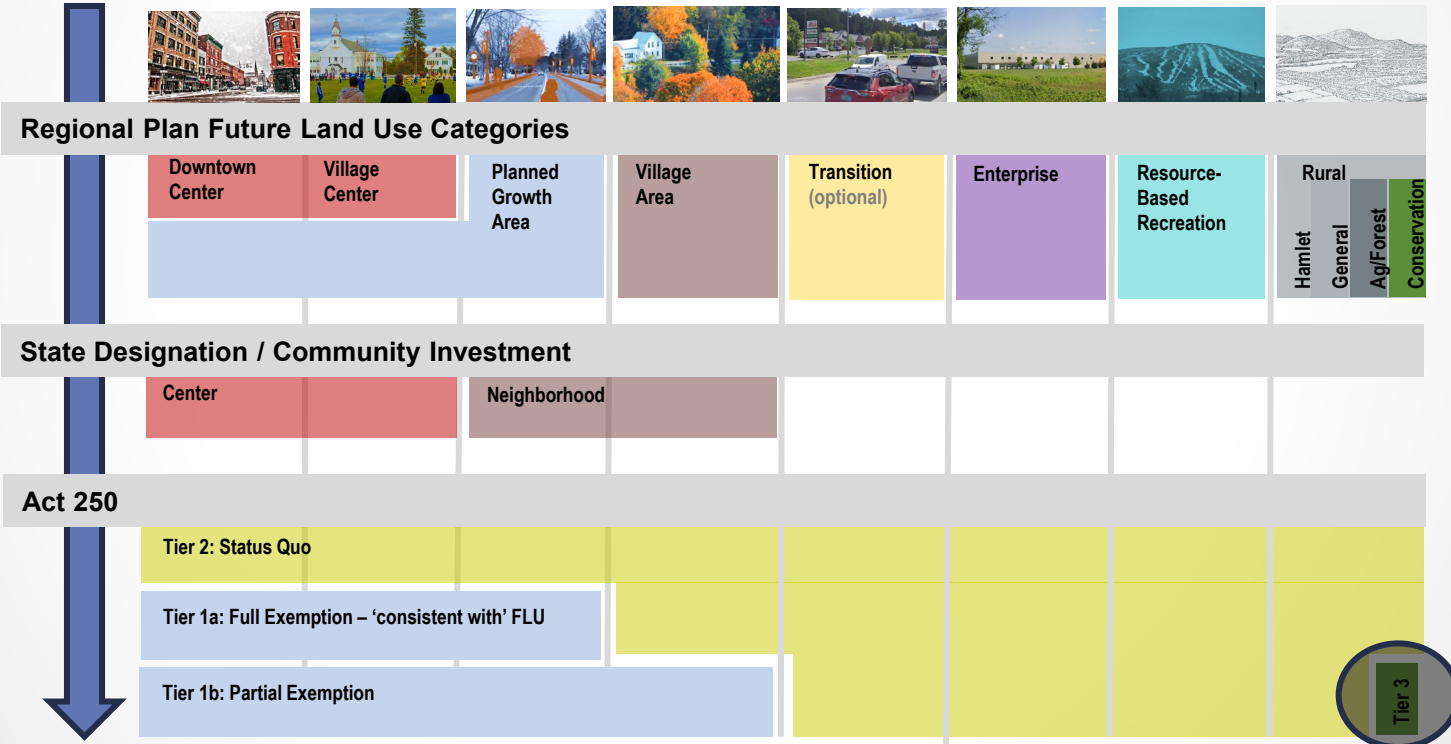 Regional Plan Future Land Use Categories
Downtown
Center
Village
Center
Planned
Growth
Area
Village
Area
Transition
(optional)
Enterprise
Resource-
Based
Recreation
Rural
Hamlet
General
Ag/Forest
Conservation
State Designation / Community Investment
Center
Neighborhood
Act 250
Tier 2: Status Quo
Tier 1a: Full Exemption – ‘consistent with’ FLU
Tier 1b: Partial Exemption
Tier 3